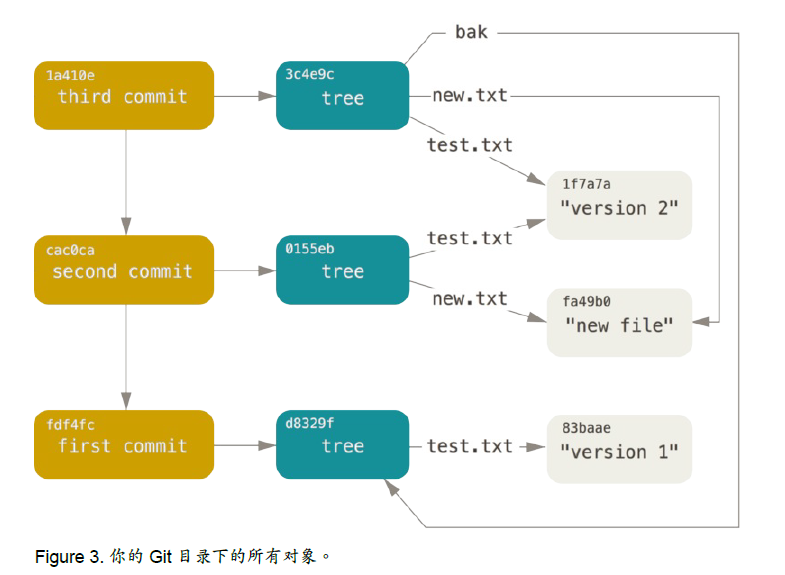 bak
1a410e
third commit
3c4e9c
tree
new.txt
test.txt
1f7a7a
"version 2"
cac0ca
second commit
0155eb
tree
test.txt
new.txt
fa49b0
"new file"
fdf4fc
first commit
d8329f
tree
test.txt
83baae
"version 1"
Figure 3. 你的 Git 目录下的所有对象。